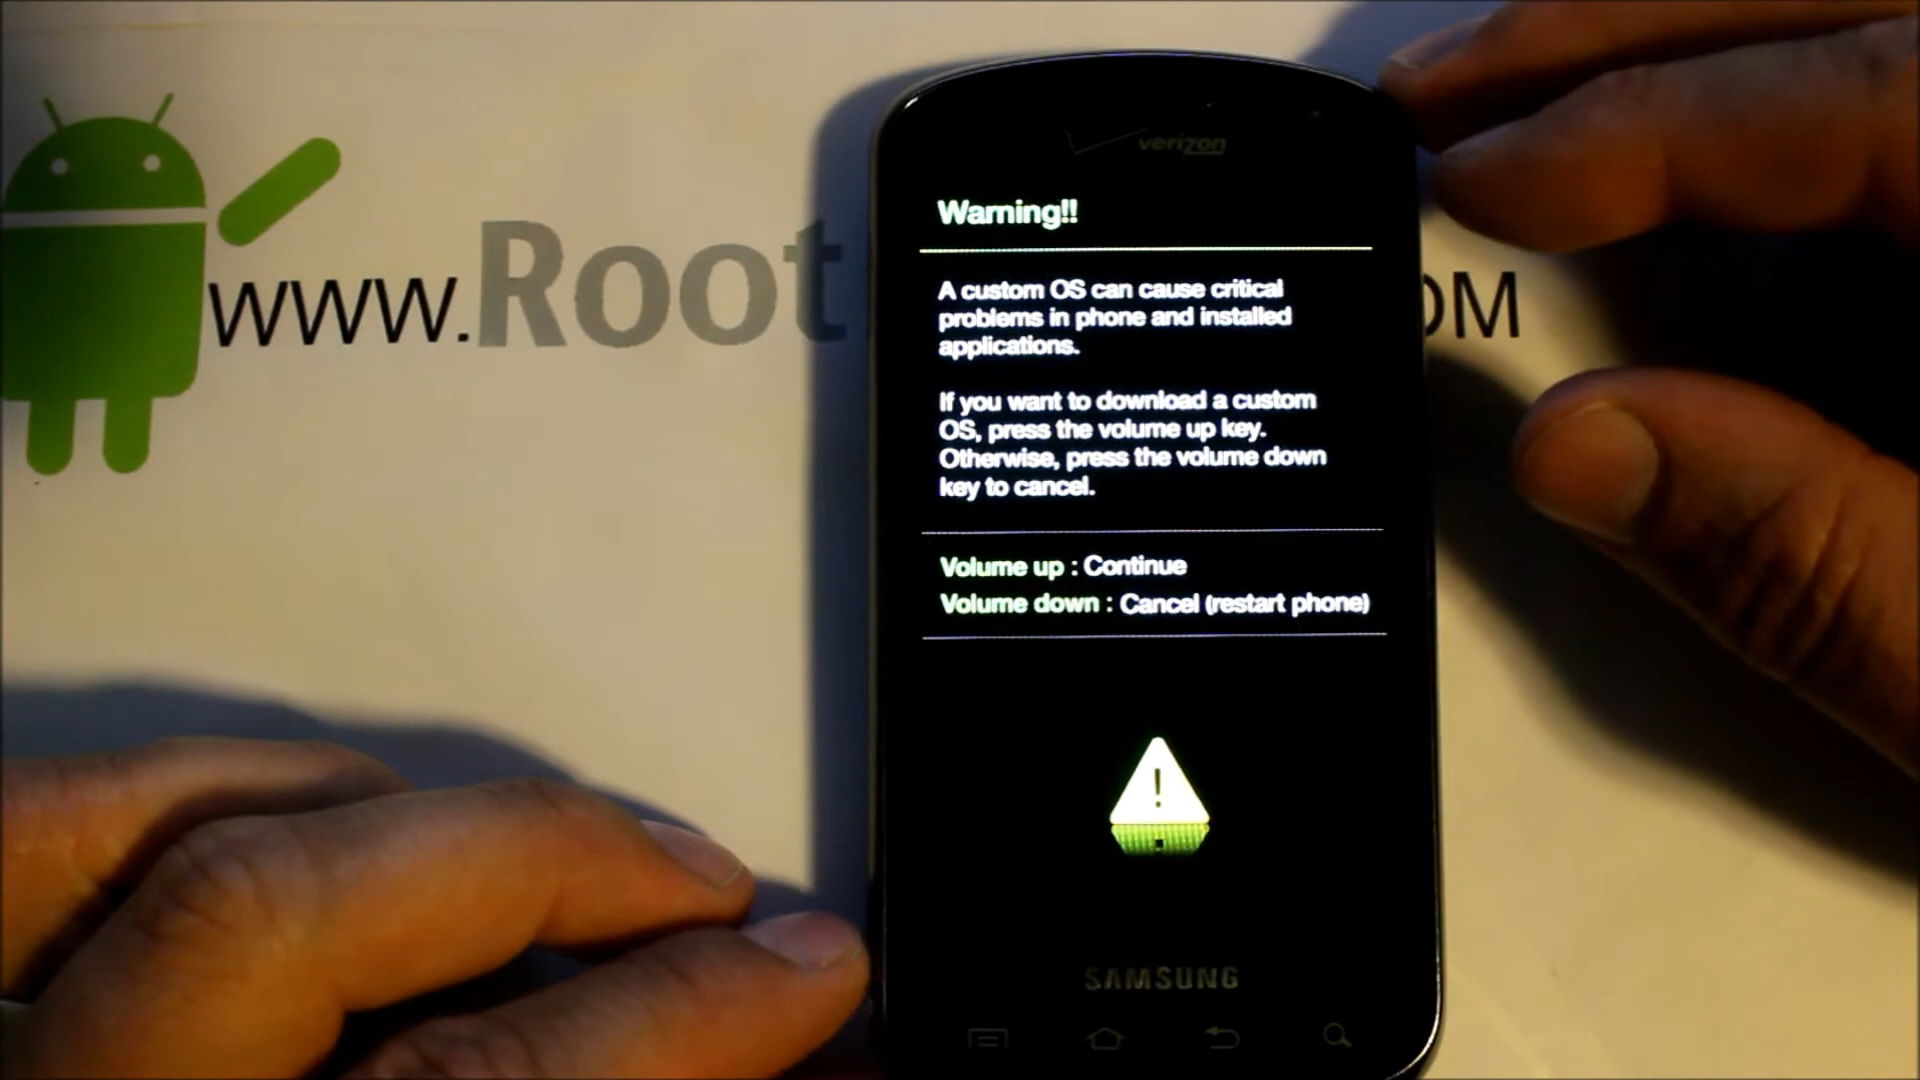 verizon
Warning!!
www.Root
OM
A custom OS can cause critical
problems in phone and installed
applications.
If you want to download a custom
OS, press the volume up key.
Otherwise, press the volume down
key to cancel.
Volume up : Continue
Volume down : Cancel (restart phone)
SAMSUNG